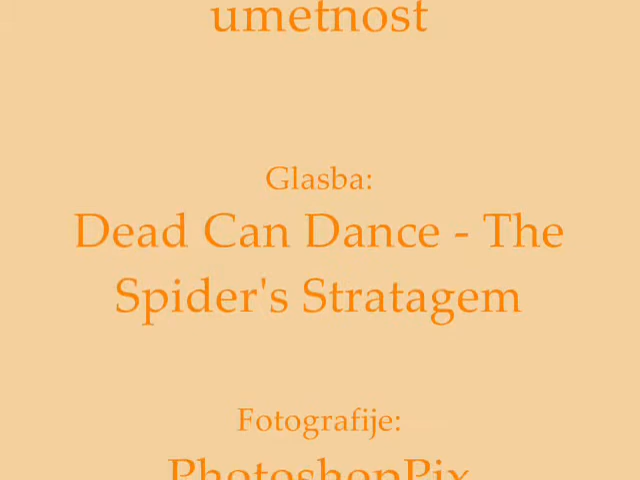 umetnost
Glasba:
Dead Can Dance - The
Spider's Stratagem
Fotografije:
PhotoshopPix